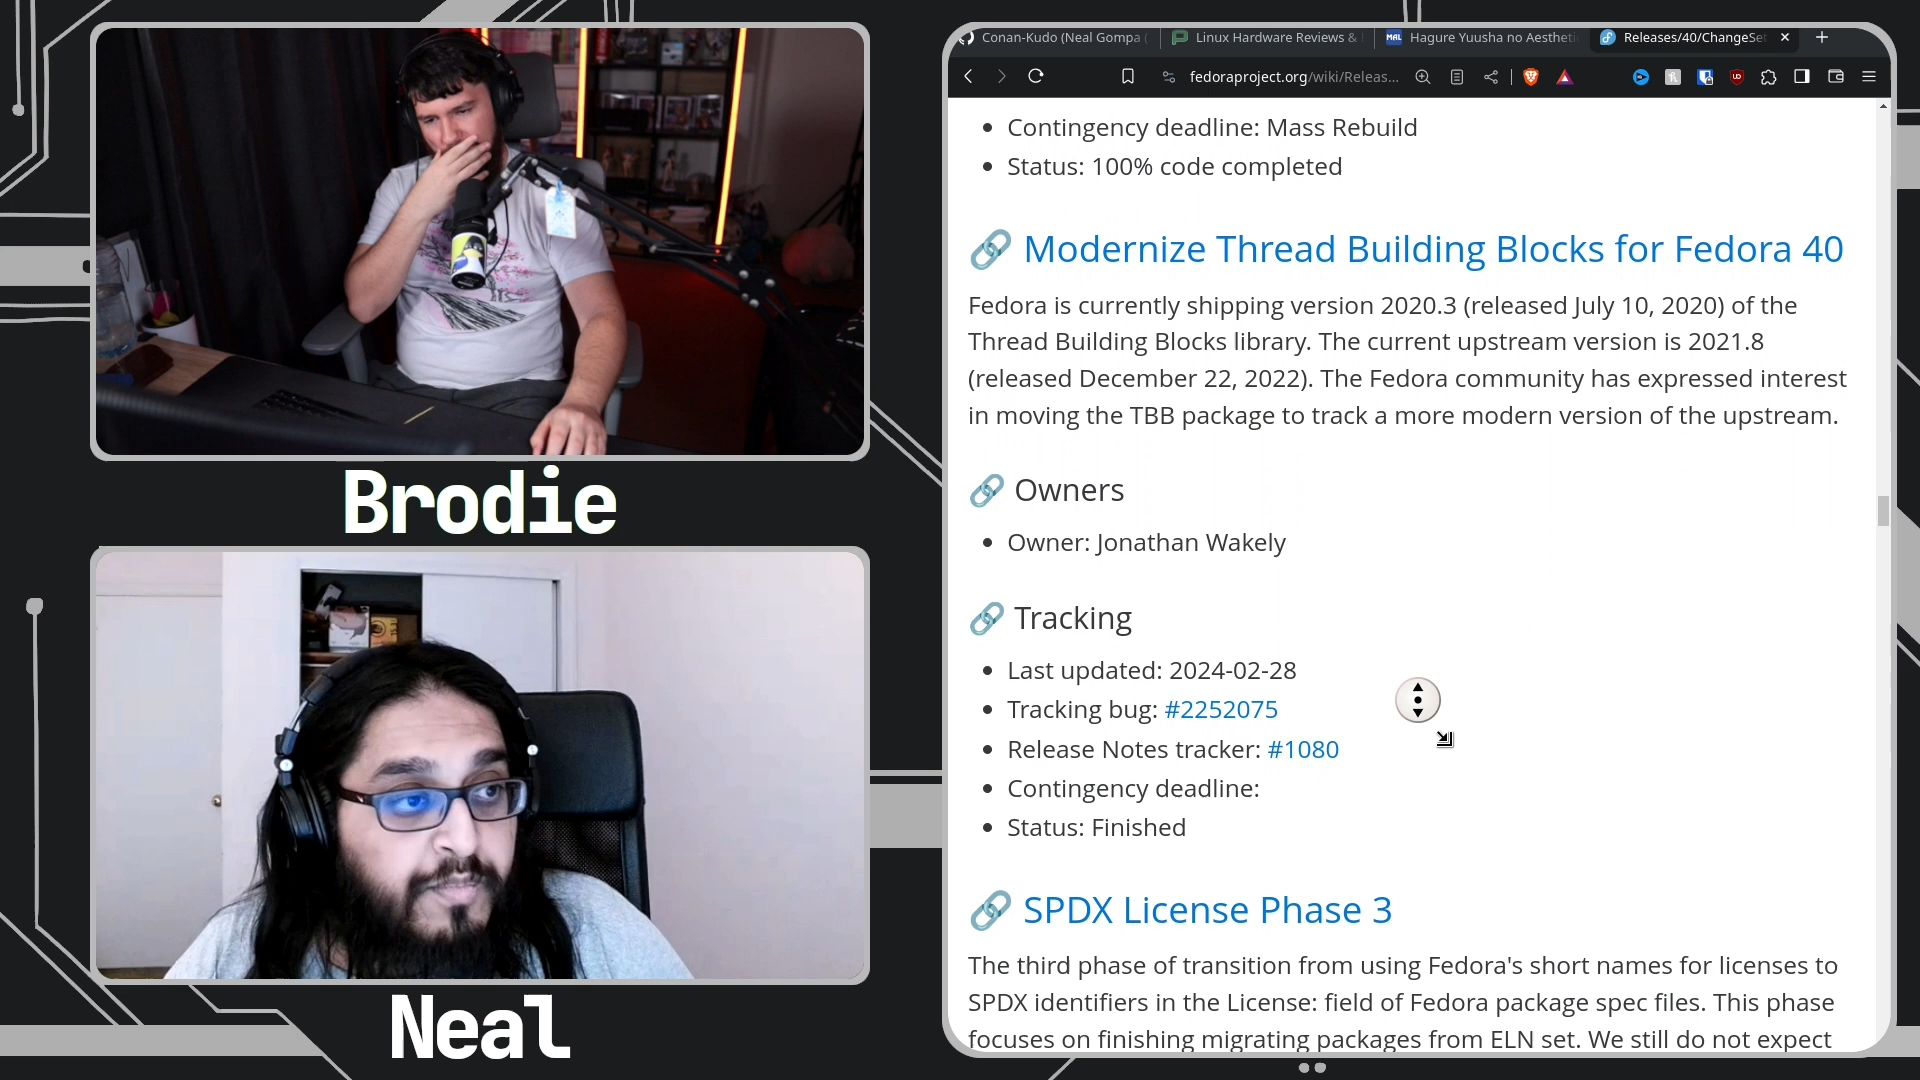 Brodie
Neal
Conan-Kudo (Neal Gompa (
Linux Hardware Reviews &
MAL
Hagure Yuusha no Aestheti
Releases/40/ChangeSet
fedoraproject.org/wiki/Releas...
Contingency deadline: Mass Rebuild
Status: 100% code completed
Modernize Thread Building Blocks for Fedora 40
Fedora is currently shipping version 2020.3 (released July 10, 2020) of the
Thread Building Blocks library. The current upstream version is 2021.8
(released December 22, 2022). The Fedora community has expressed interest
in moving the TBB package to track a more modern version of the upstream.
Owners
Owner: Jonathan Wakely
Tracking
Last updated: 2024-02-28
Tracking bug: #2252075
Release Notes tracker: #1080
Contingency deadline:
Status: Finished
SPDX License Phase 3
The third phase of transition from using Fedora's short names for licenses to
SPDX identifiers in the License: field of Fedora package spec files. This phase
focuses on finishing migrating packages from ELN set. We still do not expect